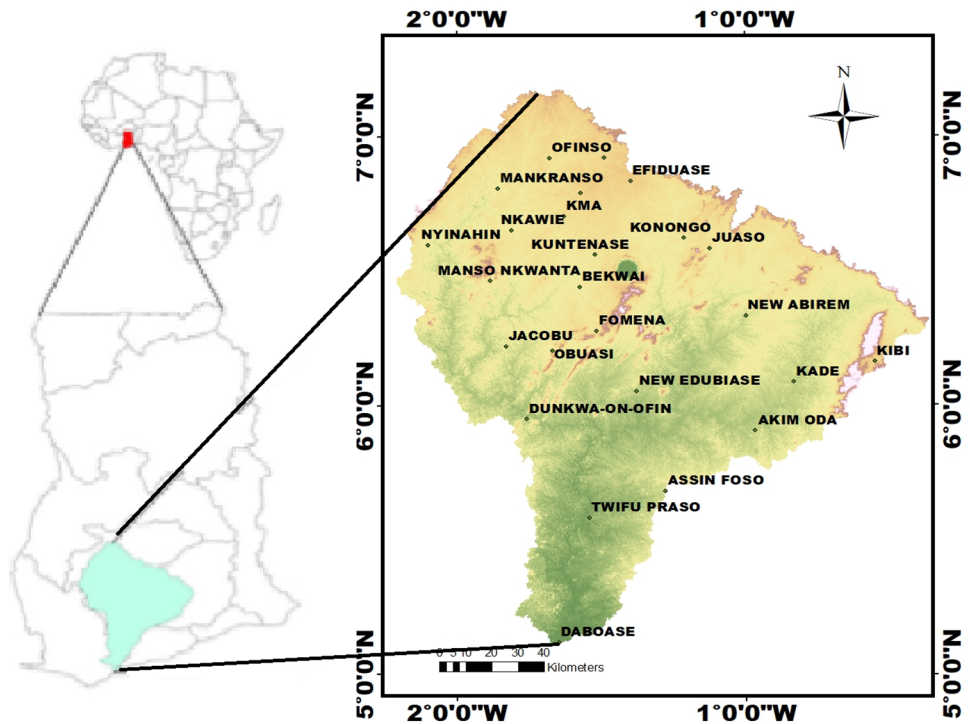 2°0'0"W 1°0'0"W
N
7°0'0"N 7°0'0"N
OFINSO
EFIDUASE
MANKRANSO
KMA
NKAWIE
KONONGO
NYINAHIN
JUASO
KUNTENASE
MANSO NKWANTA
BEKWAI
NEW ABIREM
FOMENA
JACOBU
KIBI
OBUASI
KADE
NEW EDUBIASE
6°0'0"N 6°0'0"N
DUNKWA-ON-OFIN
AKIM ODA
ASSIN FOSO
TWIFU PRASO
DABOASE
0 5 10 20 30 40
Kilometers
5°0'0"N 5°0'0"N
2°0'0"W 1°0'0"W